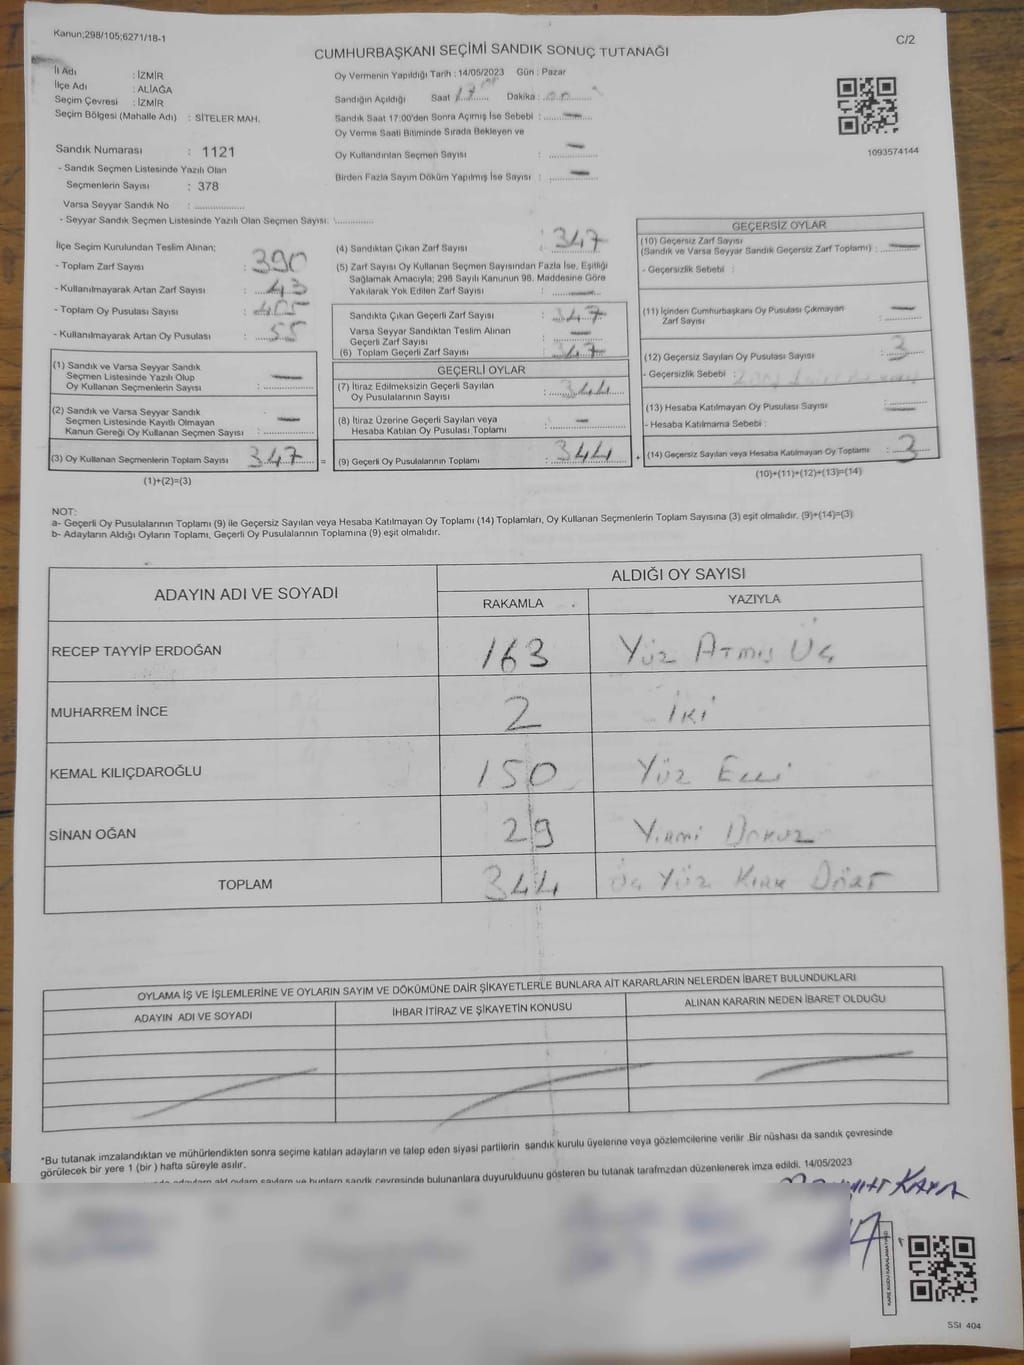 Kanun;298/105;6271/18-1
C/2
CUMHURBAŞKANI SEÇİMİ SANDIK SONUÇ TUTANAĞI
İl Adı : İZMİR
İlçe Adı : ALİAĞA
Seçim Çevresi : İZMİR
Seçim Bölgesi (Mahalle Adı) : SİTELER MAH.
Sandık Numarası : 1121
- Sandık Seçmen Listesinde Yazılı Olan
Seçmenlerin Sayısı : 378
Varsa Seyyar Sandık No : ..............
- Seyyar Sandık Seçmen Listesinde Yazılı Olan Seçmen Sayısı: ..............
Oy Vermenin Yapıldığı Tarih : 14/05/2023 Gün : Pazar
Sandığın Açıldığı Saat 17 Dakika : 00
Sandık Saat 17:00'den Sonra Açımış İse Sebebi : —
Oy Verme Saati Bitiminde Sırada Bekleyen ve
Oy Kullandırılan Seçmen Sayısı : —
Birden Fazla Sayım Döküm Yapılmış İse Sayısı : —
1093574144
İlçe Seçim Kurulundan Teslim Alınan;
- Toplam Zarf Sayısı : 390
- Kullanılmayarak Artan Zarf Sayısı : 43
- Toplam Oy Pusulası Sayısı :
- Kullanılmayarak Artan Oy Pusulası : 55
(1) Sandık ve Varsa Seyyar Sandık
Seçmen Listesinde Yazılı Olup
Oy Kullanan Seçmenlerin Sayısı : —
(2) Sandık ve Varsa Seyyar Sandık
Seçmen Listesinde Kayıtlı Olmayan
Kanun Gereği Oy Kullanan Seçmen Sayısı : —
(3) Oy Kullanan Seçmenlerin Toplam Sayısı : 347 =
(1)+(2)=(3)
(4) Sandıktan Çıkan Zarf Sayısı : 347
(5) Zarf Sayısı Oy Kullanan Seçmen Sayısından Fazla İse, Eşitliği
Sağlamak Amacıyla; 298 Sayılı Kanunun 98. Maddesine Göre
Yakılarak Yok Edilen Zarf Sayısı : —
Sandıkta Çıkan Geçerli Zarf Sayısı : 347
Varsa Seyyar Sandıktan Teslim Alınan
Geçerli Zarf Sayısı : —
(6) Toplam Geçerli Zarf Sayısı : 347
GEÇERLİ OYLAR
(7) İtiraz Edilmeksizin Geçerli Sayılan
Oy Pusulasının Sayısı : 344
(8) İtiraz Üzerine Geçerli Sayılan veya
Hesaba Katılan Oy Pusulası Toplamı : —
(9) Geçerli Oy Pusulalarının Toplamı : 344 +
GEÇERSİZ OYLAR
(10) Geçersiz Zarf Sayısı
(Sandık ve Varsa Seyyar Sandık Geçersiz Zarf Toplamı) : —
- Geçersizlik Sebebi :
(11) İçinden Cumhurbaşkanı Oy Pusulası Çıkmayan
Zarf Sayısı : —
(12) Geçersiz Sayılan Oy Pusulası Sayısı : 3
- Geçersizlik Sebebi :
(13) Hesaba Katılmayan Oy Pusulası Sayısı : —
- Hesaba Katılmama Sebebi :
(14) Geçersiz Sayılan veya Hesaba Katılmayan Oy Toplamı : 3
(10)+(11)+(12)+(13)=(14)
NOT:
a- Geçerli Oy Pusulalarının Toplamı (9) ile Geçersiz Sayılan veya Hesaba Katılmayan Oy Toplamı (14) Toplamları, Oy Kullanan Seçmenlerin Toplam Sayısına (3) eşit olmalıdır. (9)+(14)=(3)
b- Adayların Aldığı Oyların Toplamı, Geçerli Oy Pusulalarının Toplamına (9) eşit olmalıdır.
ADAYIN ADI VE SOYADI ALDIĞI OY SAYISI
RAKAMLA YAZIYLA
RECEP TAYYİP ERDOĞAN 163 Yüz Atmış Üç
MUHARREM İNCE 2 İki
KEMAL KILIÇDAROĞLU 150 Yüz Elli
SİNAN OĞAN 29 Yirmi Dokuz
TOPLAM 344 Üç Yüz Kırk Dört
OYLAMA İŞ VE İŞLEMLERİNE VE OYLARIN SAYIM VE DÖKÜMÜNE DAİR ŞİKAYETLERLE BUNLARA AİT KARARLARIN NELERDEN İBARET BULUNDUKLARI
ADAYIN ADI VE SOYADI İHBAR İTİRAZ VE ŞİKAYETİN KONUSU ALINAN KARARIN NEDEN İBARET OLDUĞU
*Bu tutanak imzalandıktan ve mühürlendikten sonra seçime katılan adayların ve talep eden siyasi partilerin sandık kurulu üyelerine veya gözlemcilerine verilir .Bir nüshası da sandık çevresinde
görülecek bir yere 1 (bir ) hafta süreyle asılır.
sandık çevresinde bulunanlara duyurulduunu gösteren bu tutanak tarafımızdan düzenlenerek imza edildi. 14/05/2023
KAYA
SSI 404